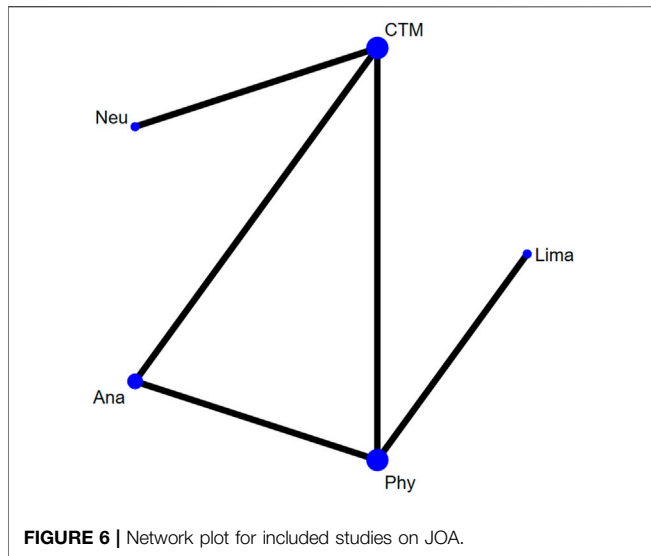 CTM
Neu
Lima
Ana
Phy
FIGURE 6 | Network plot for included studies on JOA.